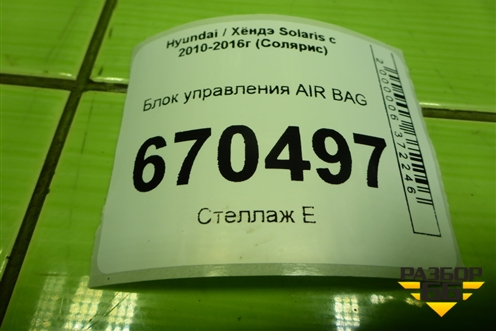 Hyundai / Хёндэ Solaris с
2010-2016г (Солярис)
Блок управления AIR BAG
670497
Стеллаж Е
2000006372246
РАЗБОР